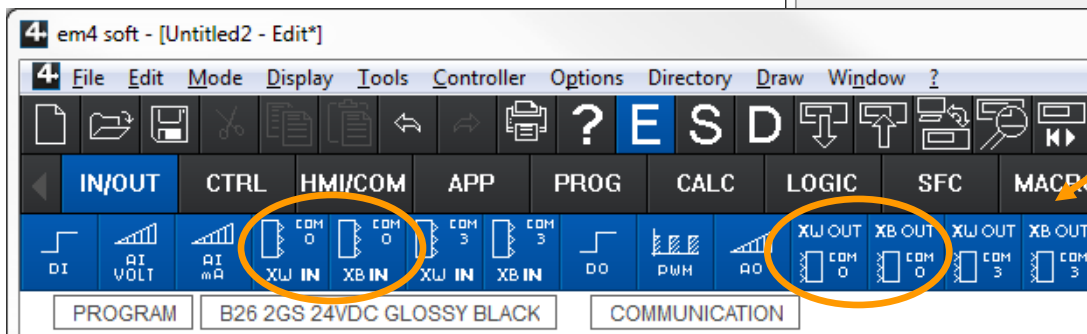 4 em4 soft - [Untitled2 - Edit*]
4 File Edit Mode Display Tools Controller Options Directory Draw Window ?
? E S D
IN/OUT CTRL HMI/COM APP PROG CALC LOGIC SFC MACRO
DI AI VOLT AI mA COM 0 XW IN COM 0 XB IN COM 3 XW IN COM 3 XB IN DO PWM AO XW OUT COM 0 XB OUT COM 0 XW OUT COM 3 XB OUT COM 3
PROGRAM B26 2GS 24VDC GLOSSY BLACK COMMUNICATION